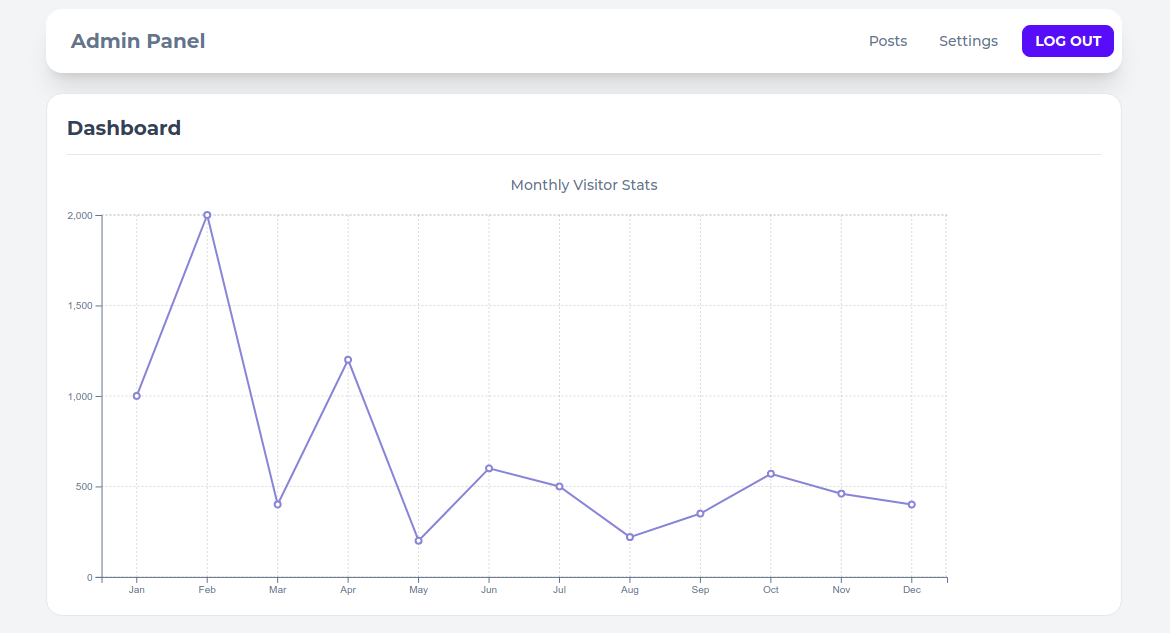 Admin Panel
Posts
Settings
LOG OUT
Dashboard
Monthly Visitor Stats
2,000
1,500
1,000
500
0
Jan Feb Mar Apr May Jun Jul Aug Sep Oct Nov Dec